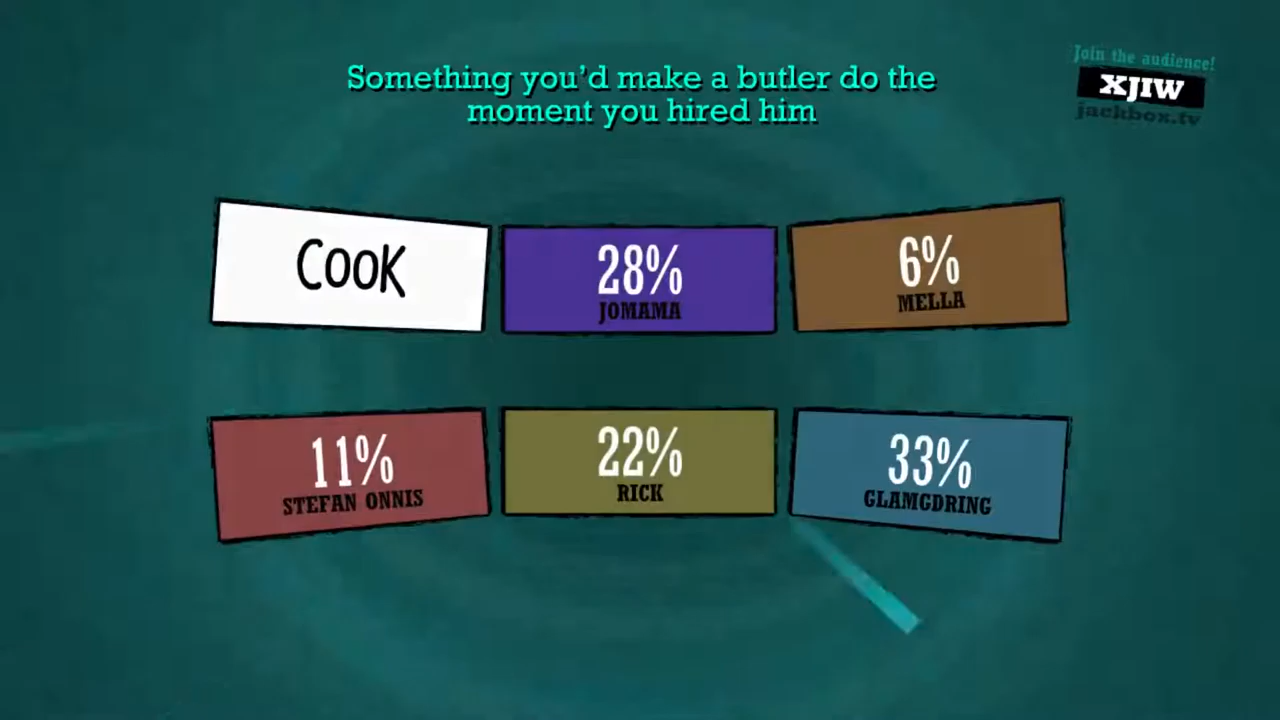 Something you'd make a butler do the
moment you hired him
Join the audience!
XJIW
jackbox.tv
COOK
28%
JOMAMA
6%
MELLA
11%
STEFAN ONNIS
22%
RICK
33%
GLAMGDRING